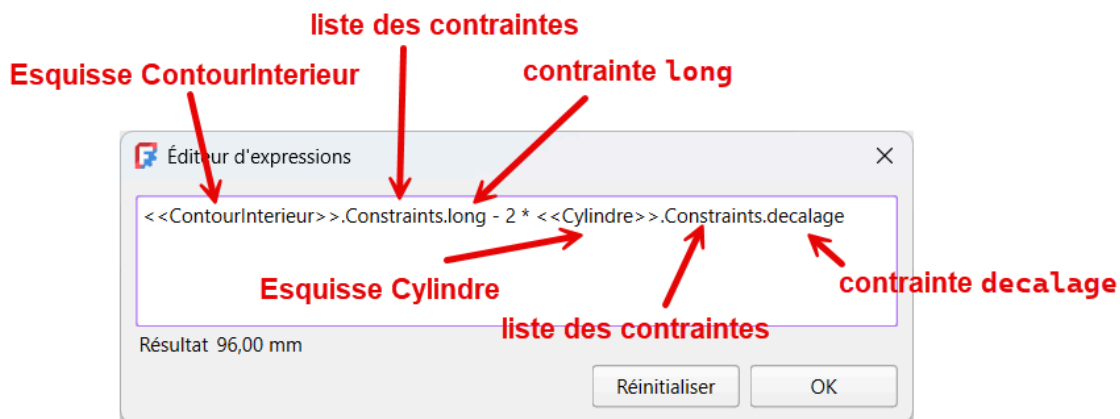 liste des contraintes
Esquisse ContourInterieur
contrainte long
Éditeur d'expressions
<<ContourInterieur>>.Constraints.long - 2 * <<Cylindre>>.Constraints.decalage
Esquisse Cylindre
contrainte decalage
liste des contraintes
Résultat 96,00 mm
Réinitialiser
OK